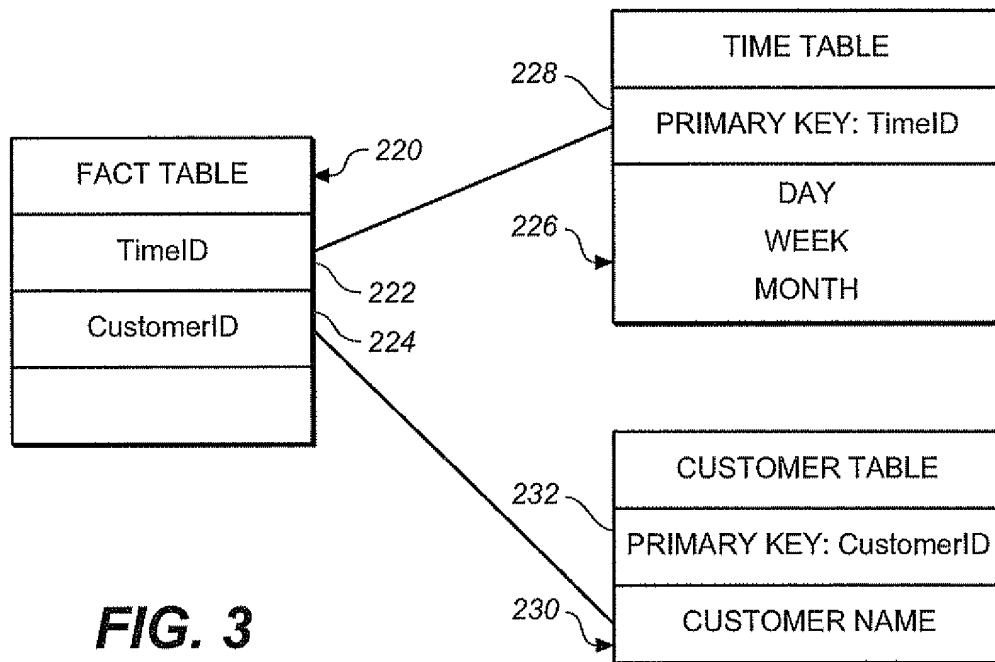 FACT TABLE
220
TimeID
222
CustomerID
224
TIME TABLE
228
PRIMARY KEY: TimeID
DAY
226
WEEK
MONTH
CUSTOMER TABLE
232
PRIMARY KEY: CustomerID
230
CUSTOMER NAME
FIG. 3